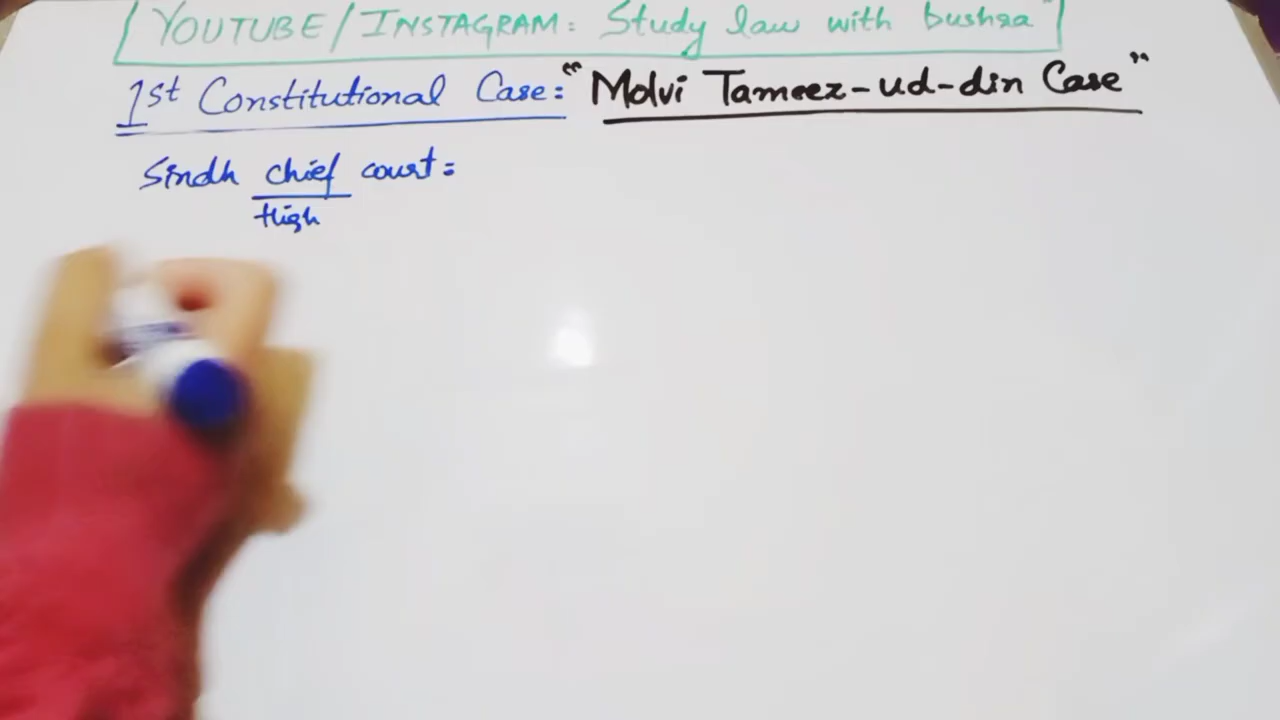 YOUTUBE/INSTAGRAM: Study law with bushra"
1st Constitutional Case: "Molvi Tameez-ud-din Case"
Sindh chief court:
High